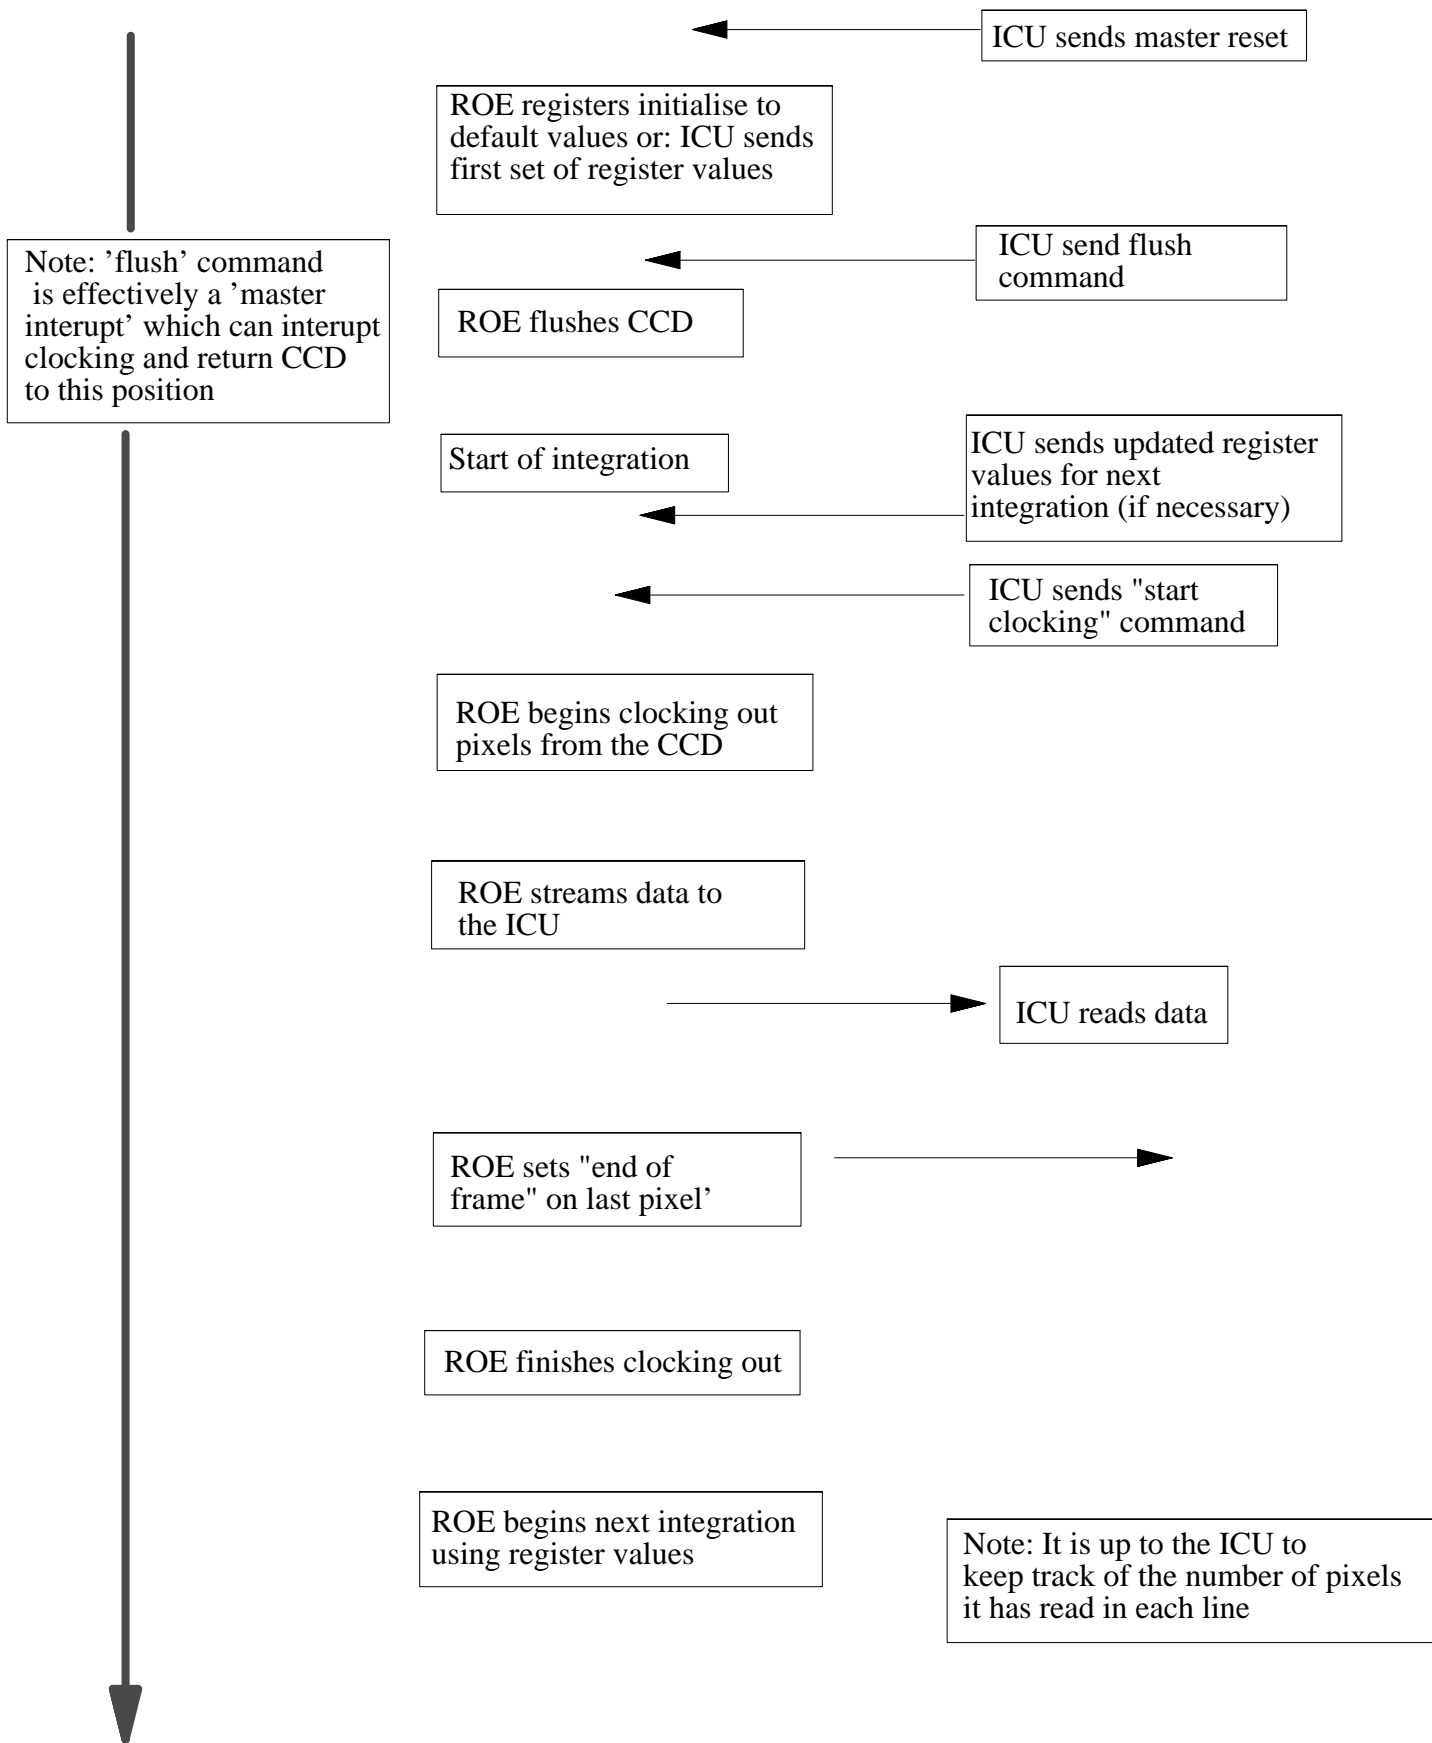 ICU sends master reset
ROE registers initialise to
default values or: ICU sends
first set of register values
Note: ’flush’ command
is effectively a ’master
interupt’ which can interupt
clocking and return CCD
to this position
ICU send flush
command
ROE flushes CCD
Start of integration
ICU sends updated register
values for next
integration (if necessary)
ICU sends "start
clocking" command
ROE begins clocking out
pixels from the CCD
ROE streams data to
the ICU
ICU reads data
ROE sets "end of
frame" on last pixel’
ROE finishes clocking out
ROE begins next integration
using register values
Note: It is up to the ICU to
keep track of the number of pixels
it has read in each line